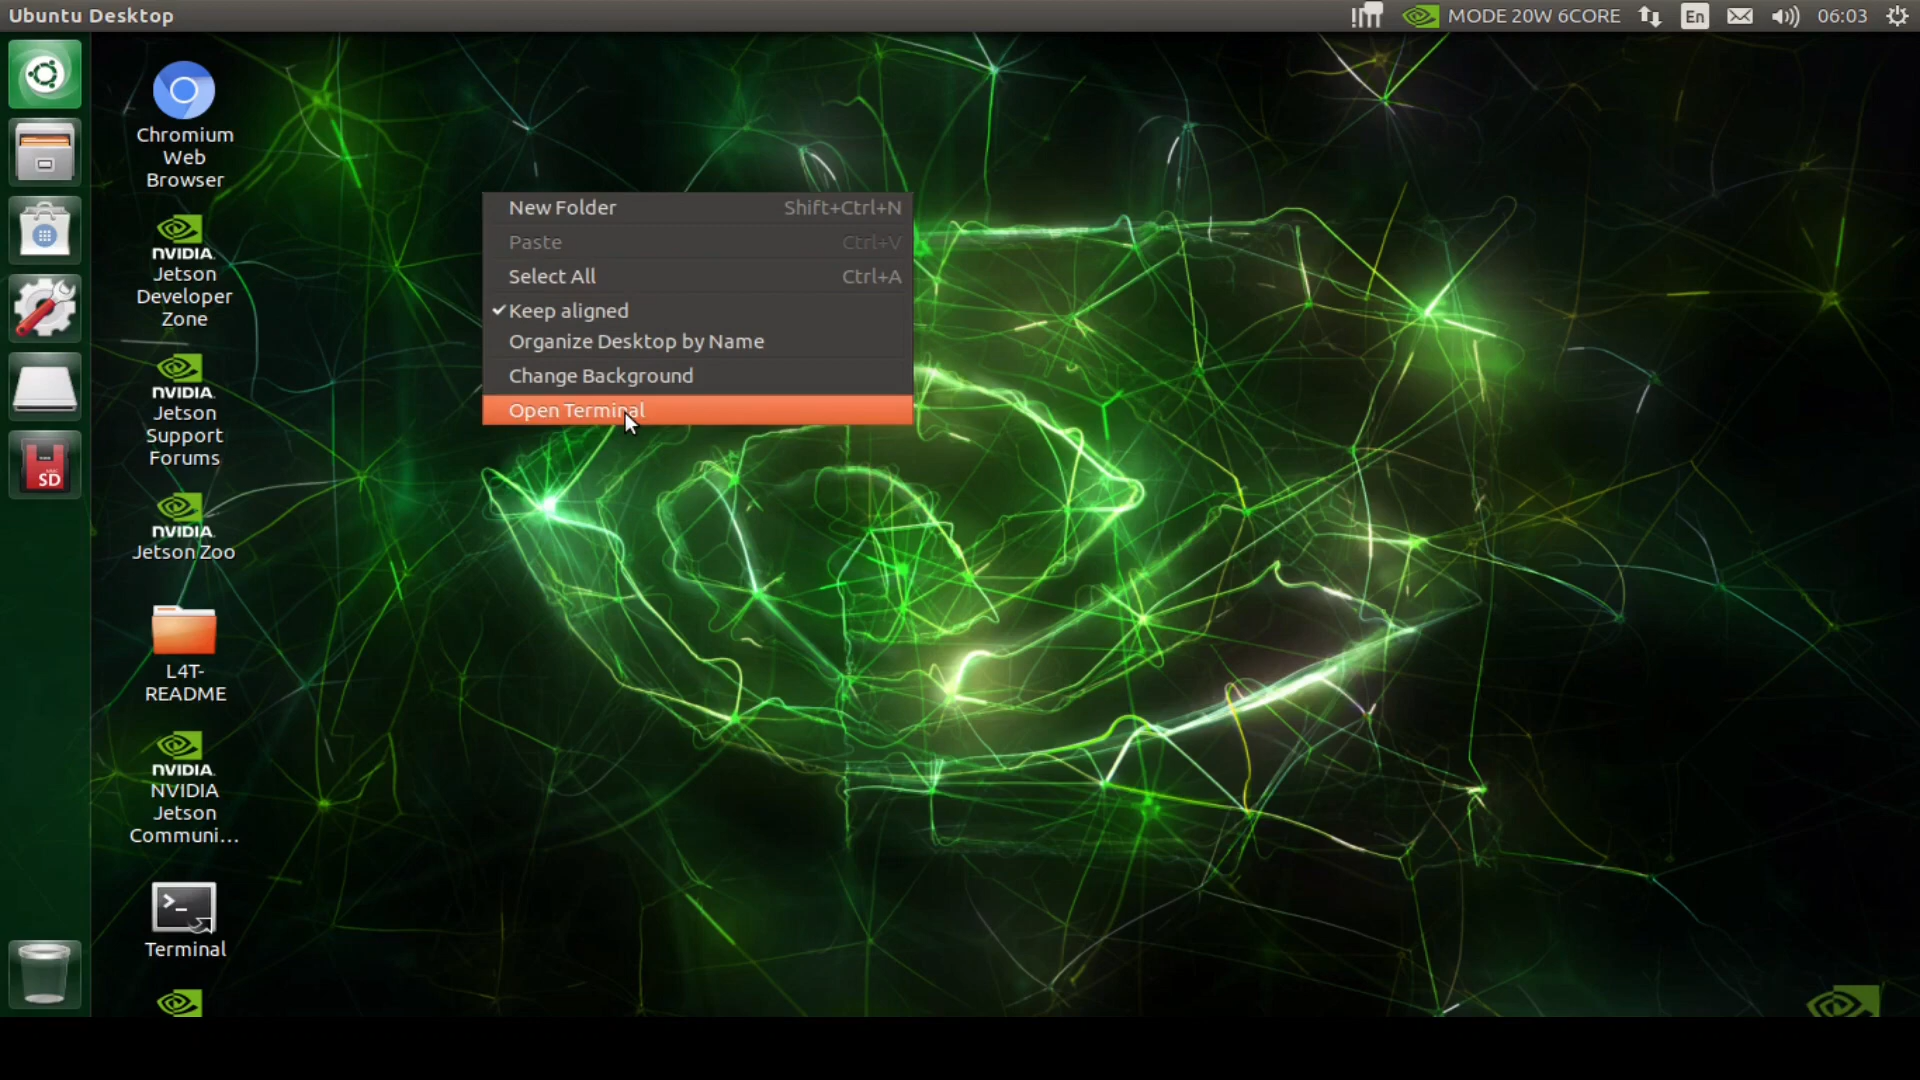 Ubuntu Desktop
MODE 20W 6CORE
En
06:03
Chromium
Web
Browser
NVIDIA.
Jetson
Developer
Zone
NVIDIA.
Jetson
Support
Forums
NVIDIA.
Jetson Zoo
L4T-
README
NVIDIA.
NVIDIA
Jetson
Communi...
>_
Terminal
SD
New Folder Shift+Ctrl+N
Paste Ctrl+V
Select All Ctrl+A
Keep aligned
Organize Desktop by Name
Change Background
Open Terminal